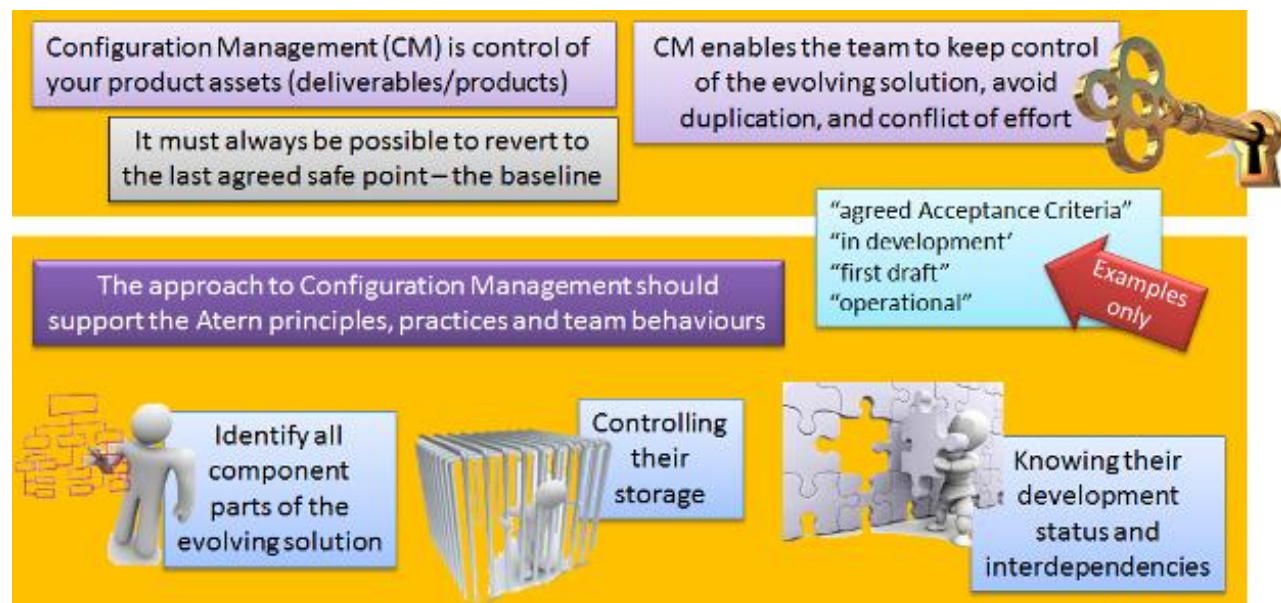 Configuration Management (CM) is control of
your product assets (deliverables/products)
It must always be possible to revert to
the last agreed safe point – the baseline
CM enables the team to keep control
of the evolving solution, avoid
duplication, and conflict of effort
"agreed Acceptance Criteria"
"in development'
"first draft"
"operational"
Examples
only
The approach to Configuration Management should
support the Atern principles, practices and team behaviours
Identify all
component
parts of the
evolving solution
Controlling
their
storage
Knowing their
development
status and
interdependencies